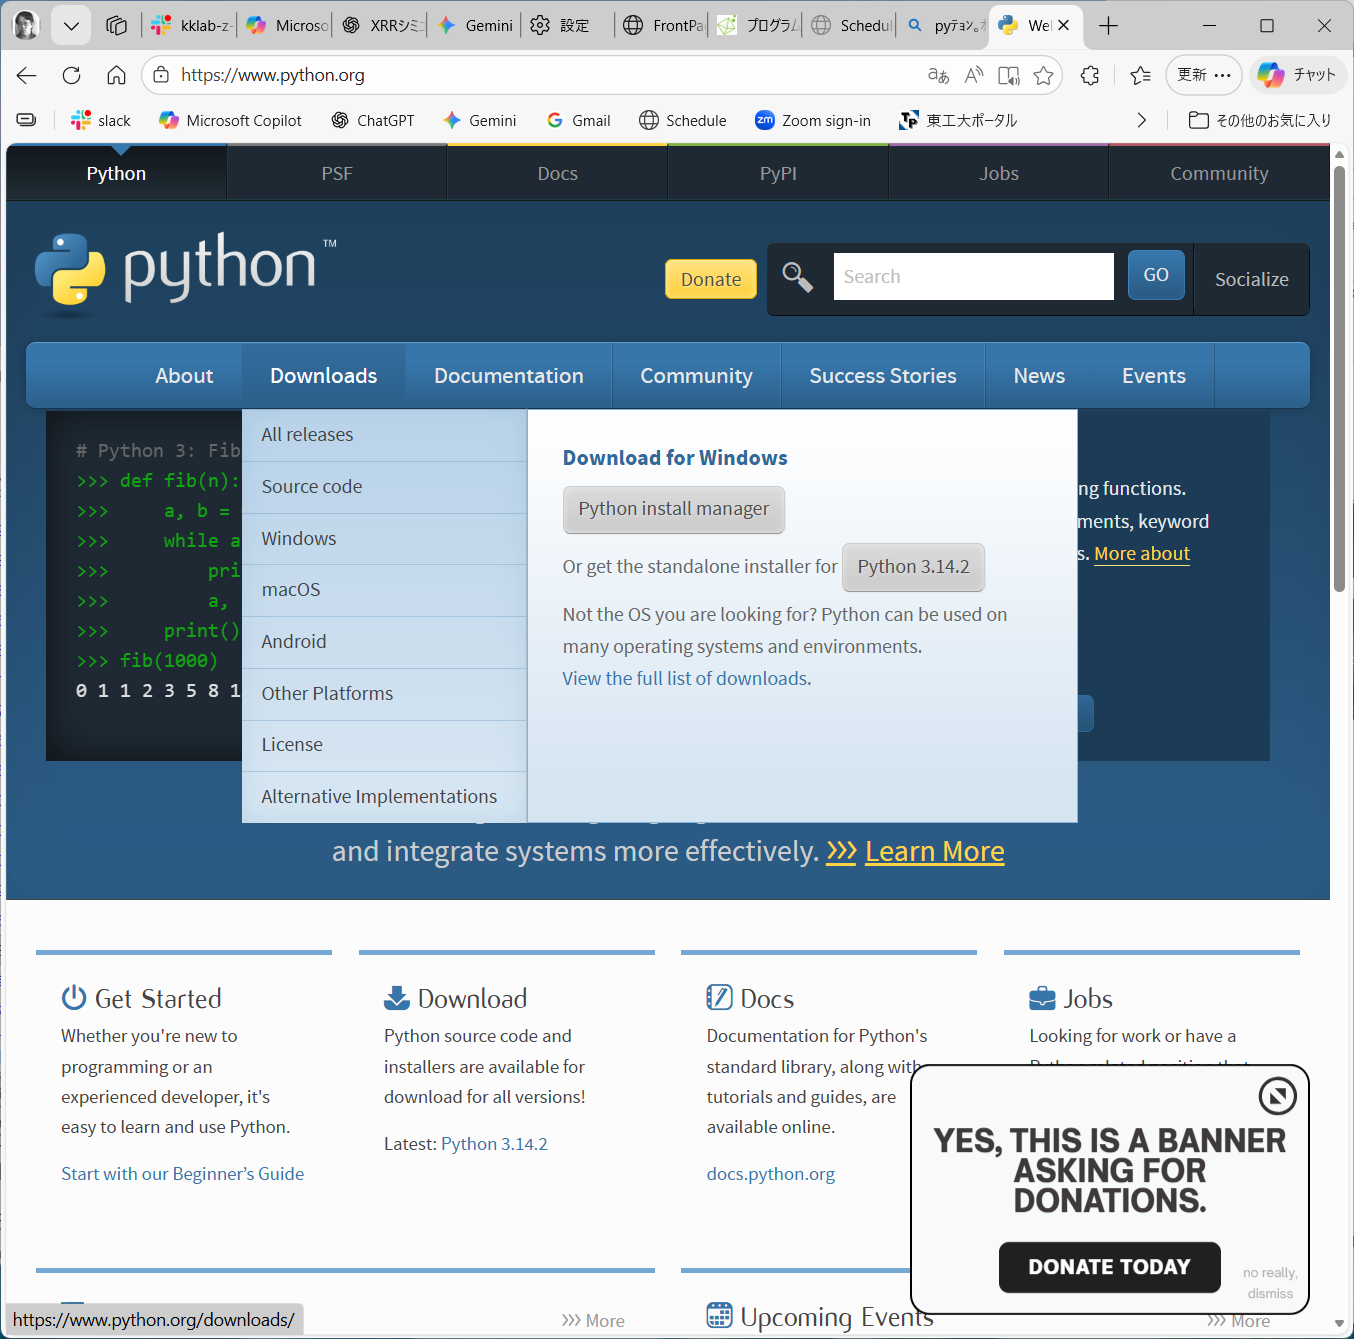 kklab-z-
Microso
XRRシミコ
Gemini
設定
FrontPa
プログラム
Schedul
pyﾃｮﾝ｡ﾎ
Wel
https://www.python.org
更新
チャット
slack
Microsoft Copilot
ChatGPT
Gemini
Gmail
Schedule
Zoom sign-in
東工大ポータル
その他のお気に入り
Python
PSF
Docs
PyPI
Jobs
Community
python™
Donate
Search
GO
Socialize
About
Downloads
Documentation
Community
Success Stories
News
Events
# Python 3: Fib
>>> def fib(n):
>>>     a, b =
>>>     while a
>>>         pri
>>>         a,
>>>     print()
>>> fib(1000)
0 1 1 2 3 5 8 1
All releases
Source code
Windows
macOS
Android
Other Platforms
License
Alternative Implementations
Download for Windows
Python install manager
Or get the standalone installer for Python 3.14.2
Not the OS you are looking for? Python can be used on
many operating systems and environments.
View the full list of downloads.
ng functions.
ments, keyword
s. More about
and integrate systems more effectively. >>> Learn More
Get Started
Whether you're new to
programming or an
experienced developer, it's
easy to learn and use Python.
Start with our Beginner’s Guide
Download
Python source code and
installers are available for
download for all versions!
Latest: Python 3.14.2
Docs
Documentation for Python's
standard library, along with
tutorials and guides, are
available online.
docs.python.org
Jobs
Looking for work or have a
YES, THIS IS A BANNER
ASKING FOR
DONATIONS.
DONATE TODAY
no really,
dismiss
>>> More
Upcoming Events
>>> More
https://www.python.org/downloads/